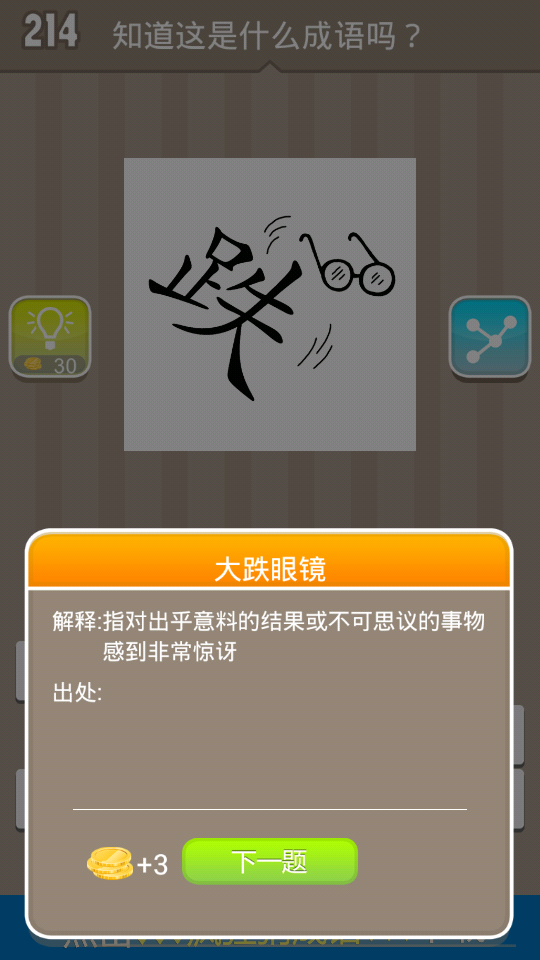 214 知道这是什么成语吗？
跌
30
大跌眼镜
解释:指对出乎意料的结果或不可思议的事物
感到非常惊讶
出处:
+3 下一题